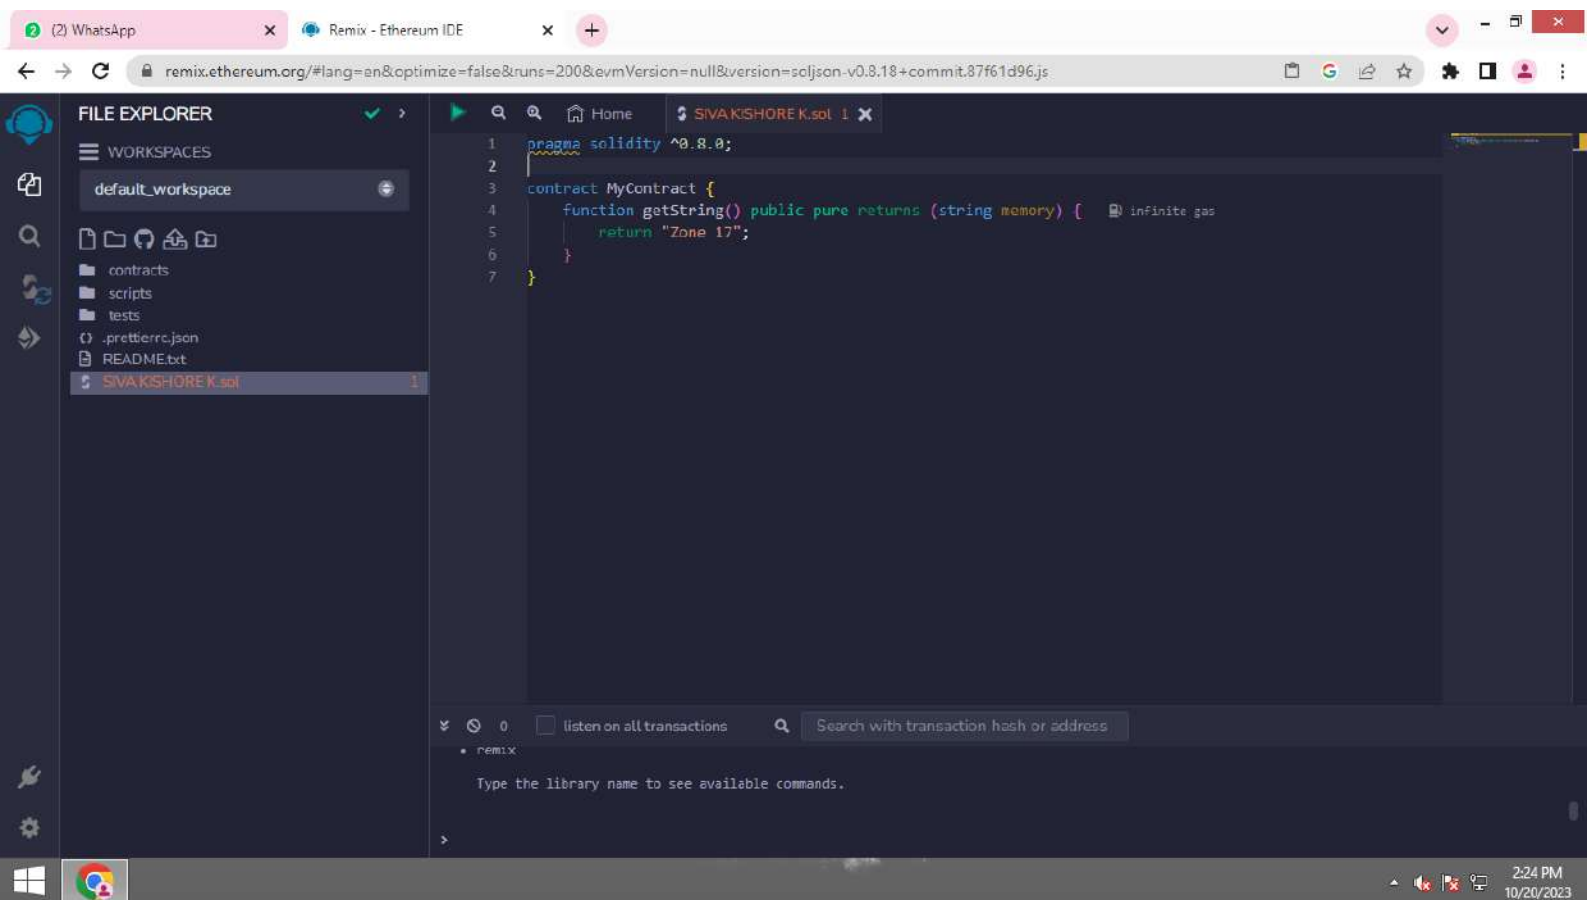 (2) WhatsApp
Remix - Ethereum IDE
remix.ethereum.org/#lang=en&optimize=false&runs=200&evmVersion=null&version=soljson-v0.8.18+commit.87f61d96.js
FILE EXPLORER
WORKSPACES
default_workspace
contracts
scripts
tests
.prettierrc.json
README.txt
SIVA KISHORE K.sol 1
Home
SIVA KISHORE K.sol 1
1 pragma solidity ^0.8.0;
2
3 contract MyContract {
4 function getString() public pure returns (string memory) { infinite gas
5 return "Zone 17";
6 }
7 }
0 listen on all transactions Search with transaction hash or address
remix
Type the library name to see available commands.
>
2:24 PM
10/20/2023